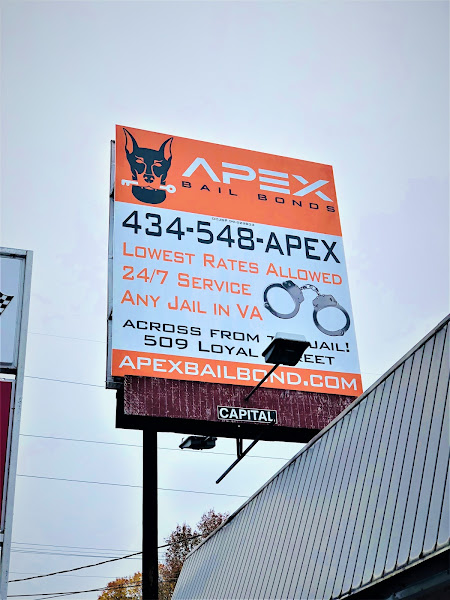 APEX
BAIL BONDS
434-548-APEX
LOWEST RATES ALLOWED
24/7 SERVICE
ANY JAIL IN VA
ACROSS FROM JAIL!
509 LOYAL
APEXBAILBOND.COM
CAPITAL